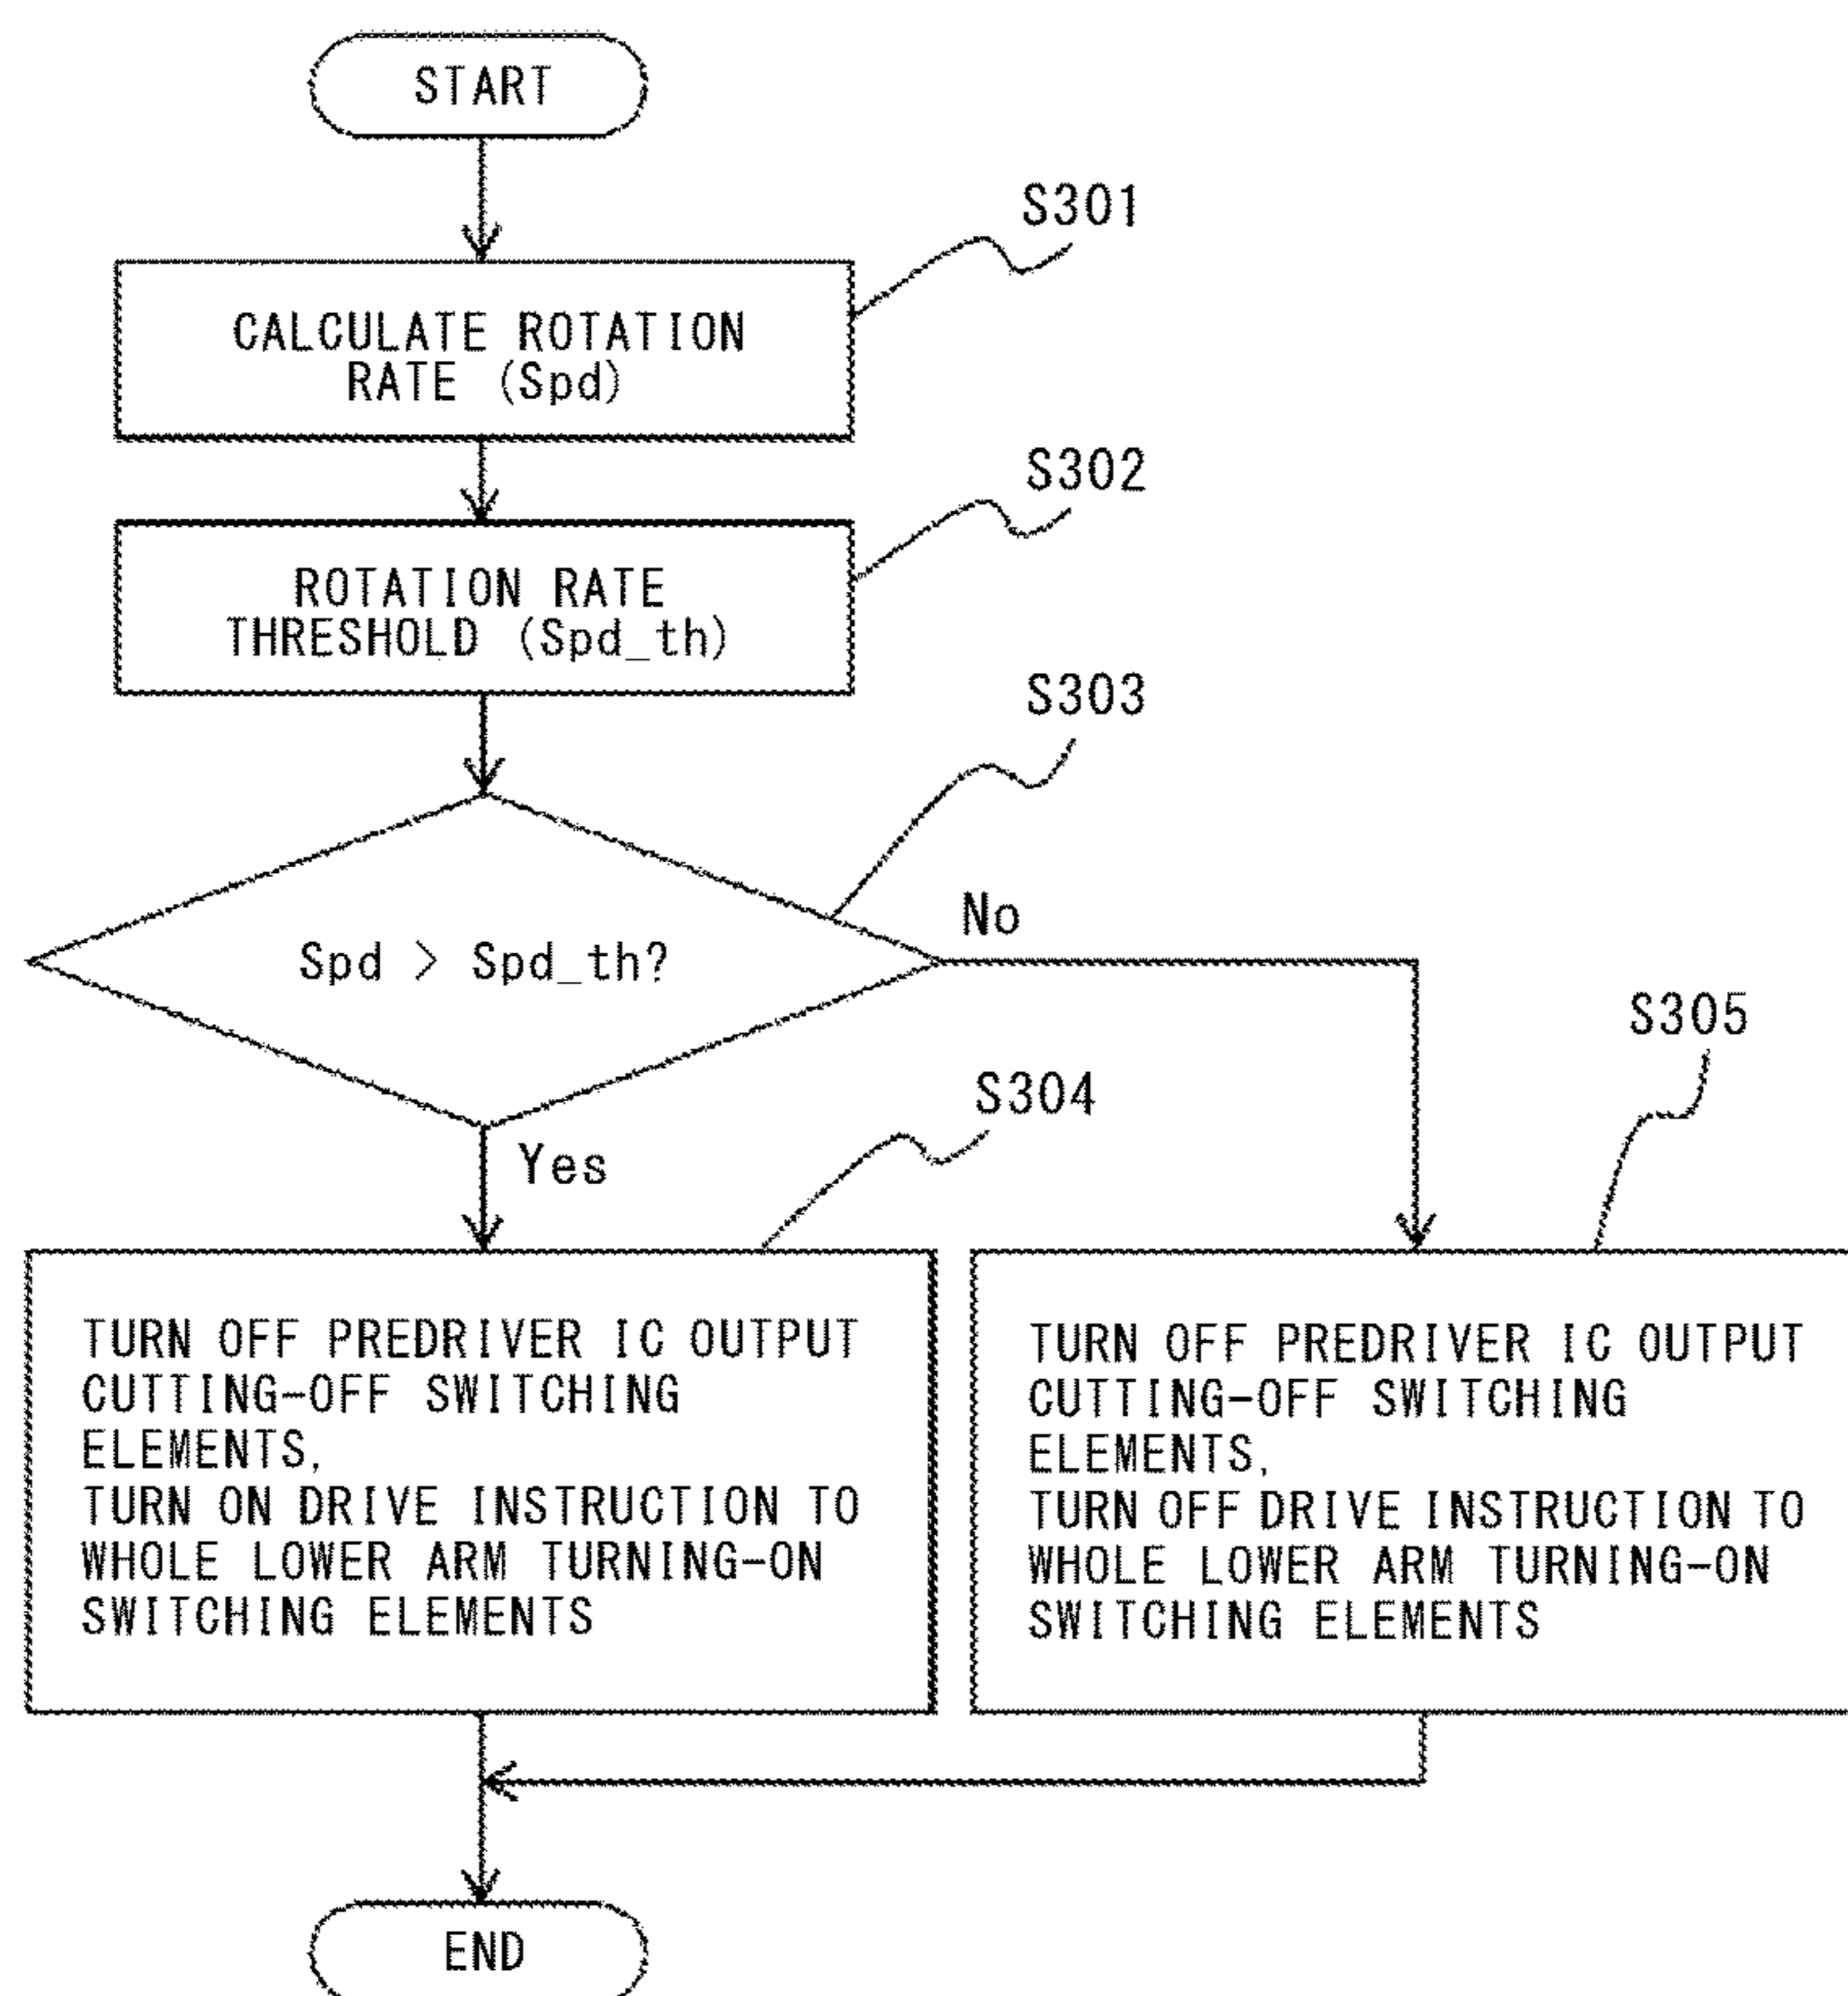 START
S301
CALCULATE ROTATION
RATE (Spd)
S302
ROTATION RATE
THRESHOLD (Spd_th)
S303
Spd > Spd_th?
No
Yes
S304
S305
TURN OFF PREDRIVER IC OUTPUT
CUTTING-OFF SWITCHING
ELEMENTS,
TURN ON DRIVE INSTRUCTION TO
WHOLE LOWER ARM TURNING-ON
SWITCHING ELEMENTS
TURN OFF PREDRIVER IC OUTPUT
CUTTING-OFF SWITCHING
ELEMENTS,
TURN OFF DRIVE INSTRUCTION TO
WHOLE LOWER ARM TURNING-ON
SWITCHING ELEMENTS
END